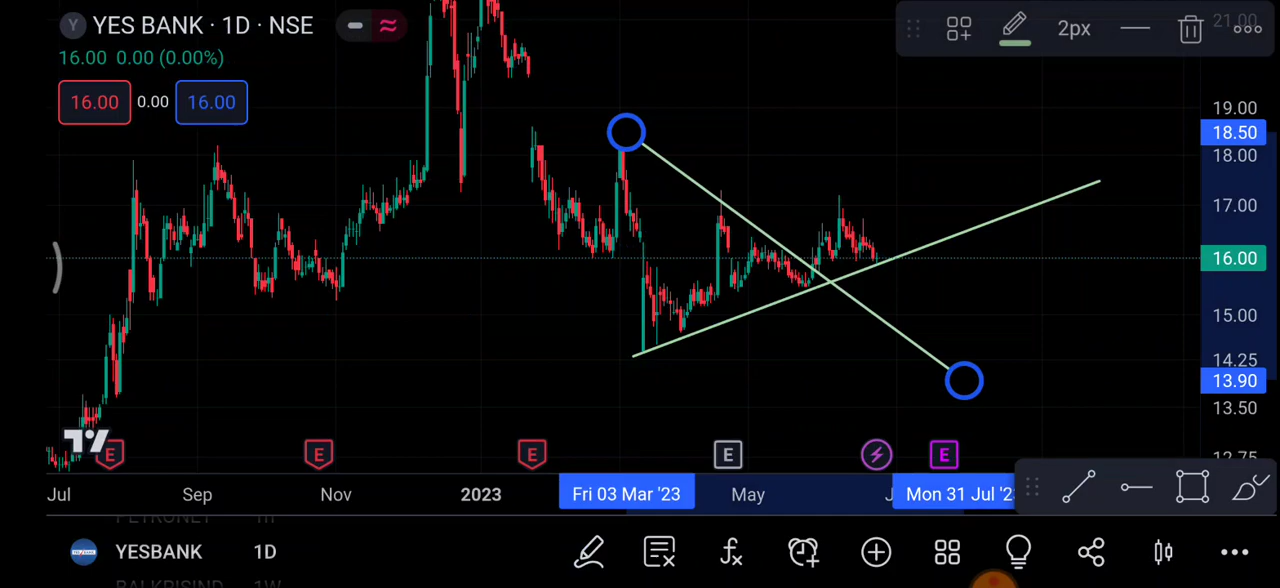 Y YES BANK · 1D · NSE
16.00 0.00 (0.00%)
16.00 0.00 16.00
2px
21.00
19.00
18.50
18.00
17.00
16.00
15.00
14.25
13.90
13.50
12.75
E E E E E
Jul Sep Nov 2023 Fri 03 Mar '23 May Mon 31 Jul '23
PETRONET 1H
YESBANK 1D
BALKRISIND 1W